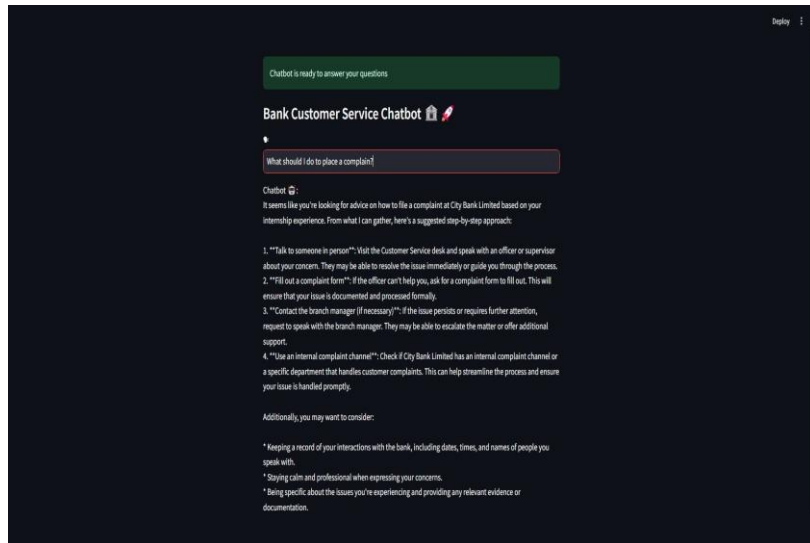 Deploy
Chatbot is ready to answer your questions
Bank Customer Service Chatbot 🏦 🚀
🗣
What should I do to place a complain?
Chatbot 🤖:
It seems like you're looking for advice on how to file a complaint at City Bank Limited based on your
internship experience. From what I can gather, here's a suggested step-by-step approach:
1. **Talk to someone in person**: Visit the Customer Service desk and speak with an officer or supervisor
about your concern. They may be able to resolve the issue immediately or guide you through the process.
2. **Fill out a complaint form**: If the officer can't help you, ask for a complaint form to fill out. This will
ensure that your issue is documented and processed formally.
3. **Contact the branch manager (if necessary)**: If the issue persists or requires further attention,
request to speak with the branch manager. They may be able to escalate the matter or offer additional
support.
4. **Use an internal complaint channel**: Check if City Bank Limited has an internal complaint channel or
a specific department that handles customer complaints. This can help streamline the process and ensure
your issue is handled promptly.
Additionally, you may want to consider:
* Keeping a record of your interactions with the bank, including dates, times, and names of people you
speak with.
* Staying calm and professional when expressing your concerns.
* Being specific about the issues you're experiencing and providing any relevant evidence or
documentation.